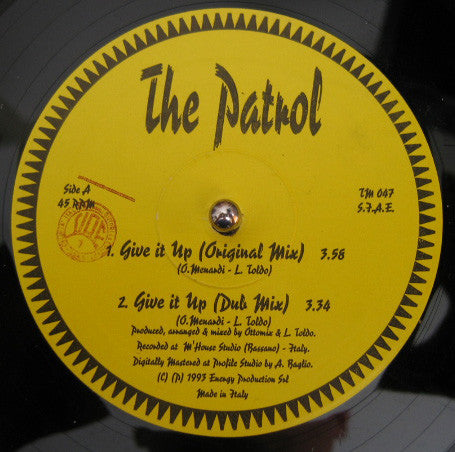 The Patrol
Side A
45 RPM
TM 047
S.I.A.E.
1. Give it Up (Original Mix) 3.58
(O. Menardi - L. Toldo)
2. Give it Up (Dub Mix) 3.34
(O. Menardi - L. Toldo)
Produced, arranged & mixed by Ottomix & L. Toldo.
Recorded at M'House Studio (Bassano) - Italy.
Digitally Mastered at Profile Studio by A. Baglio.
(C) (P) 1993 Energy Production Srl
Made in Italy